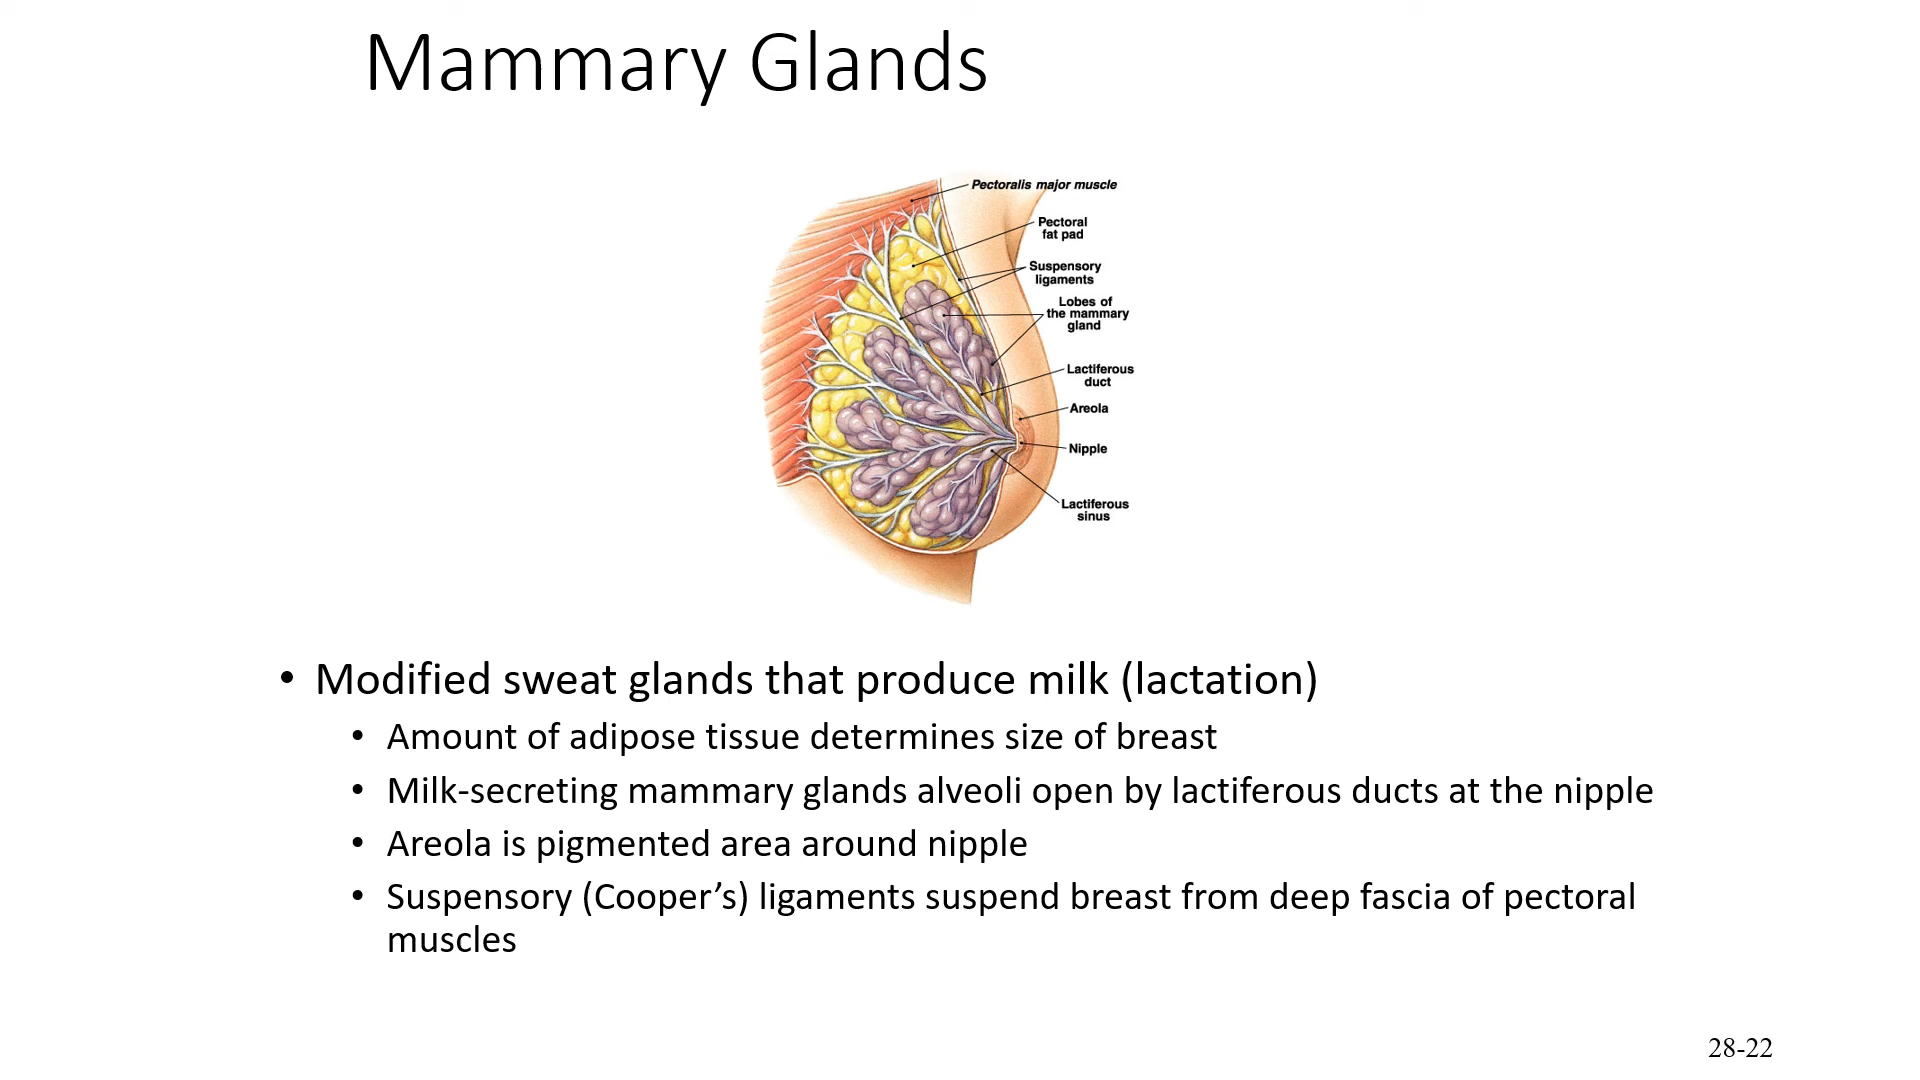 Mammary Glands
Pectoralis major muscle
Pectoral
fat pad
Suspensory
ligaments
Lobes of
the mammary
gland
Lactiferous
duct
Areola
Nipple
Lactiferous
sinus
• Modified sweat glands that produce milk (lactation)
• Amount of adipose tissue determines size of breast
• Milk-secreting mammary glands alveoli open by lactiferous ducts at the nipple
• Areola is pigmented area around nipple
• Suspensory (Cooper’s) ligaments suspend breast from deep fascia of pectoral
muscles
28-22